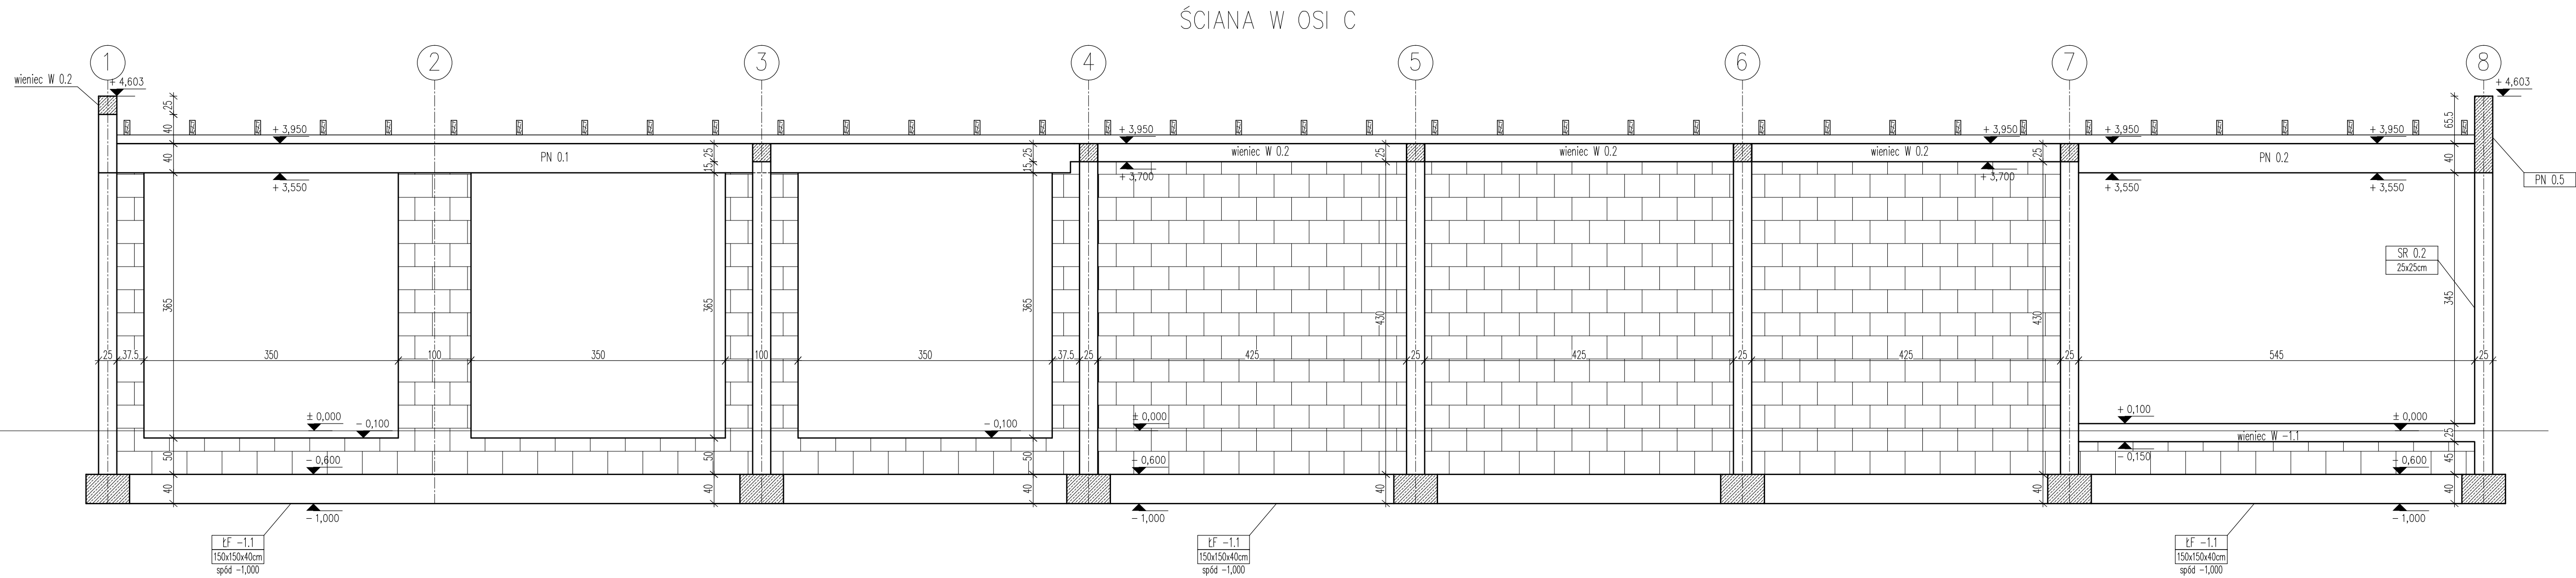 ŚCIANA W OSI C
1 2 3 4 5 6 7 8
wieniec W 0.2
+ 4,603
+ 4,603
25
40
65.5
+ 3,950
+ 3,950
+ 3,950
+ 3,950
+ 3,950
40
PN 0.1
25
15
25
15
wieniec W 0.2
25
wieniec W 0.2
wieniec W 0.2
25
PN 0.2
40
+ 3,550
+ 3,700
+ 3,700
+ 3,550
+ 3,550
PN 0.5
SR 0.2
25x25cm
365
365
365
430
430
345
25 37.5 350 100 350 100 350 37.5 25 425 25 425 25 425 25 545 25
± 0,000
- 0,100
- 0,100
± 0,000
+ 0,100
± 0,000
wieniec W -1.1
25
- 0,150
50
50
50
45
- 0,600
- 0,600
- 0,600
40
40
40
40
40
40
- 1,000
- 1,000
- 1,000
ŁF -1.1
150x150x40cm
spód -1,000
ŁF -1.1
150x150x40cm
spód -1,000
ŁF -1.1
150x150x40cm
spód -1,000